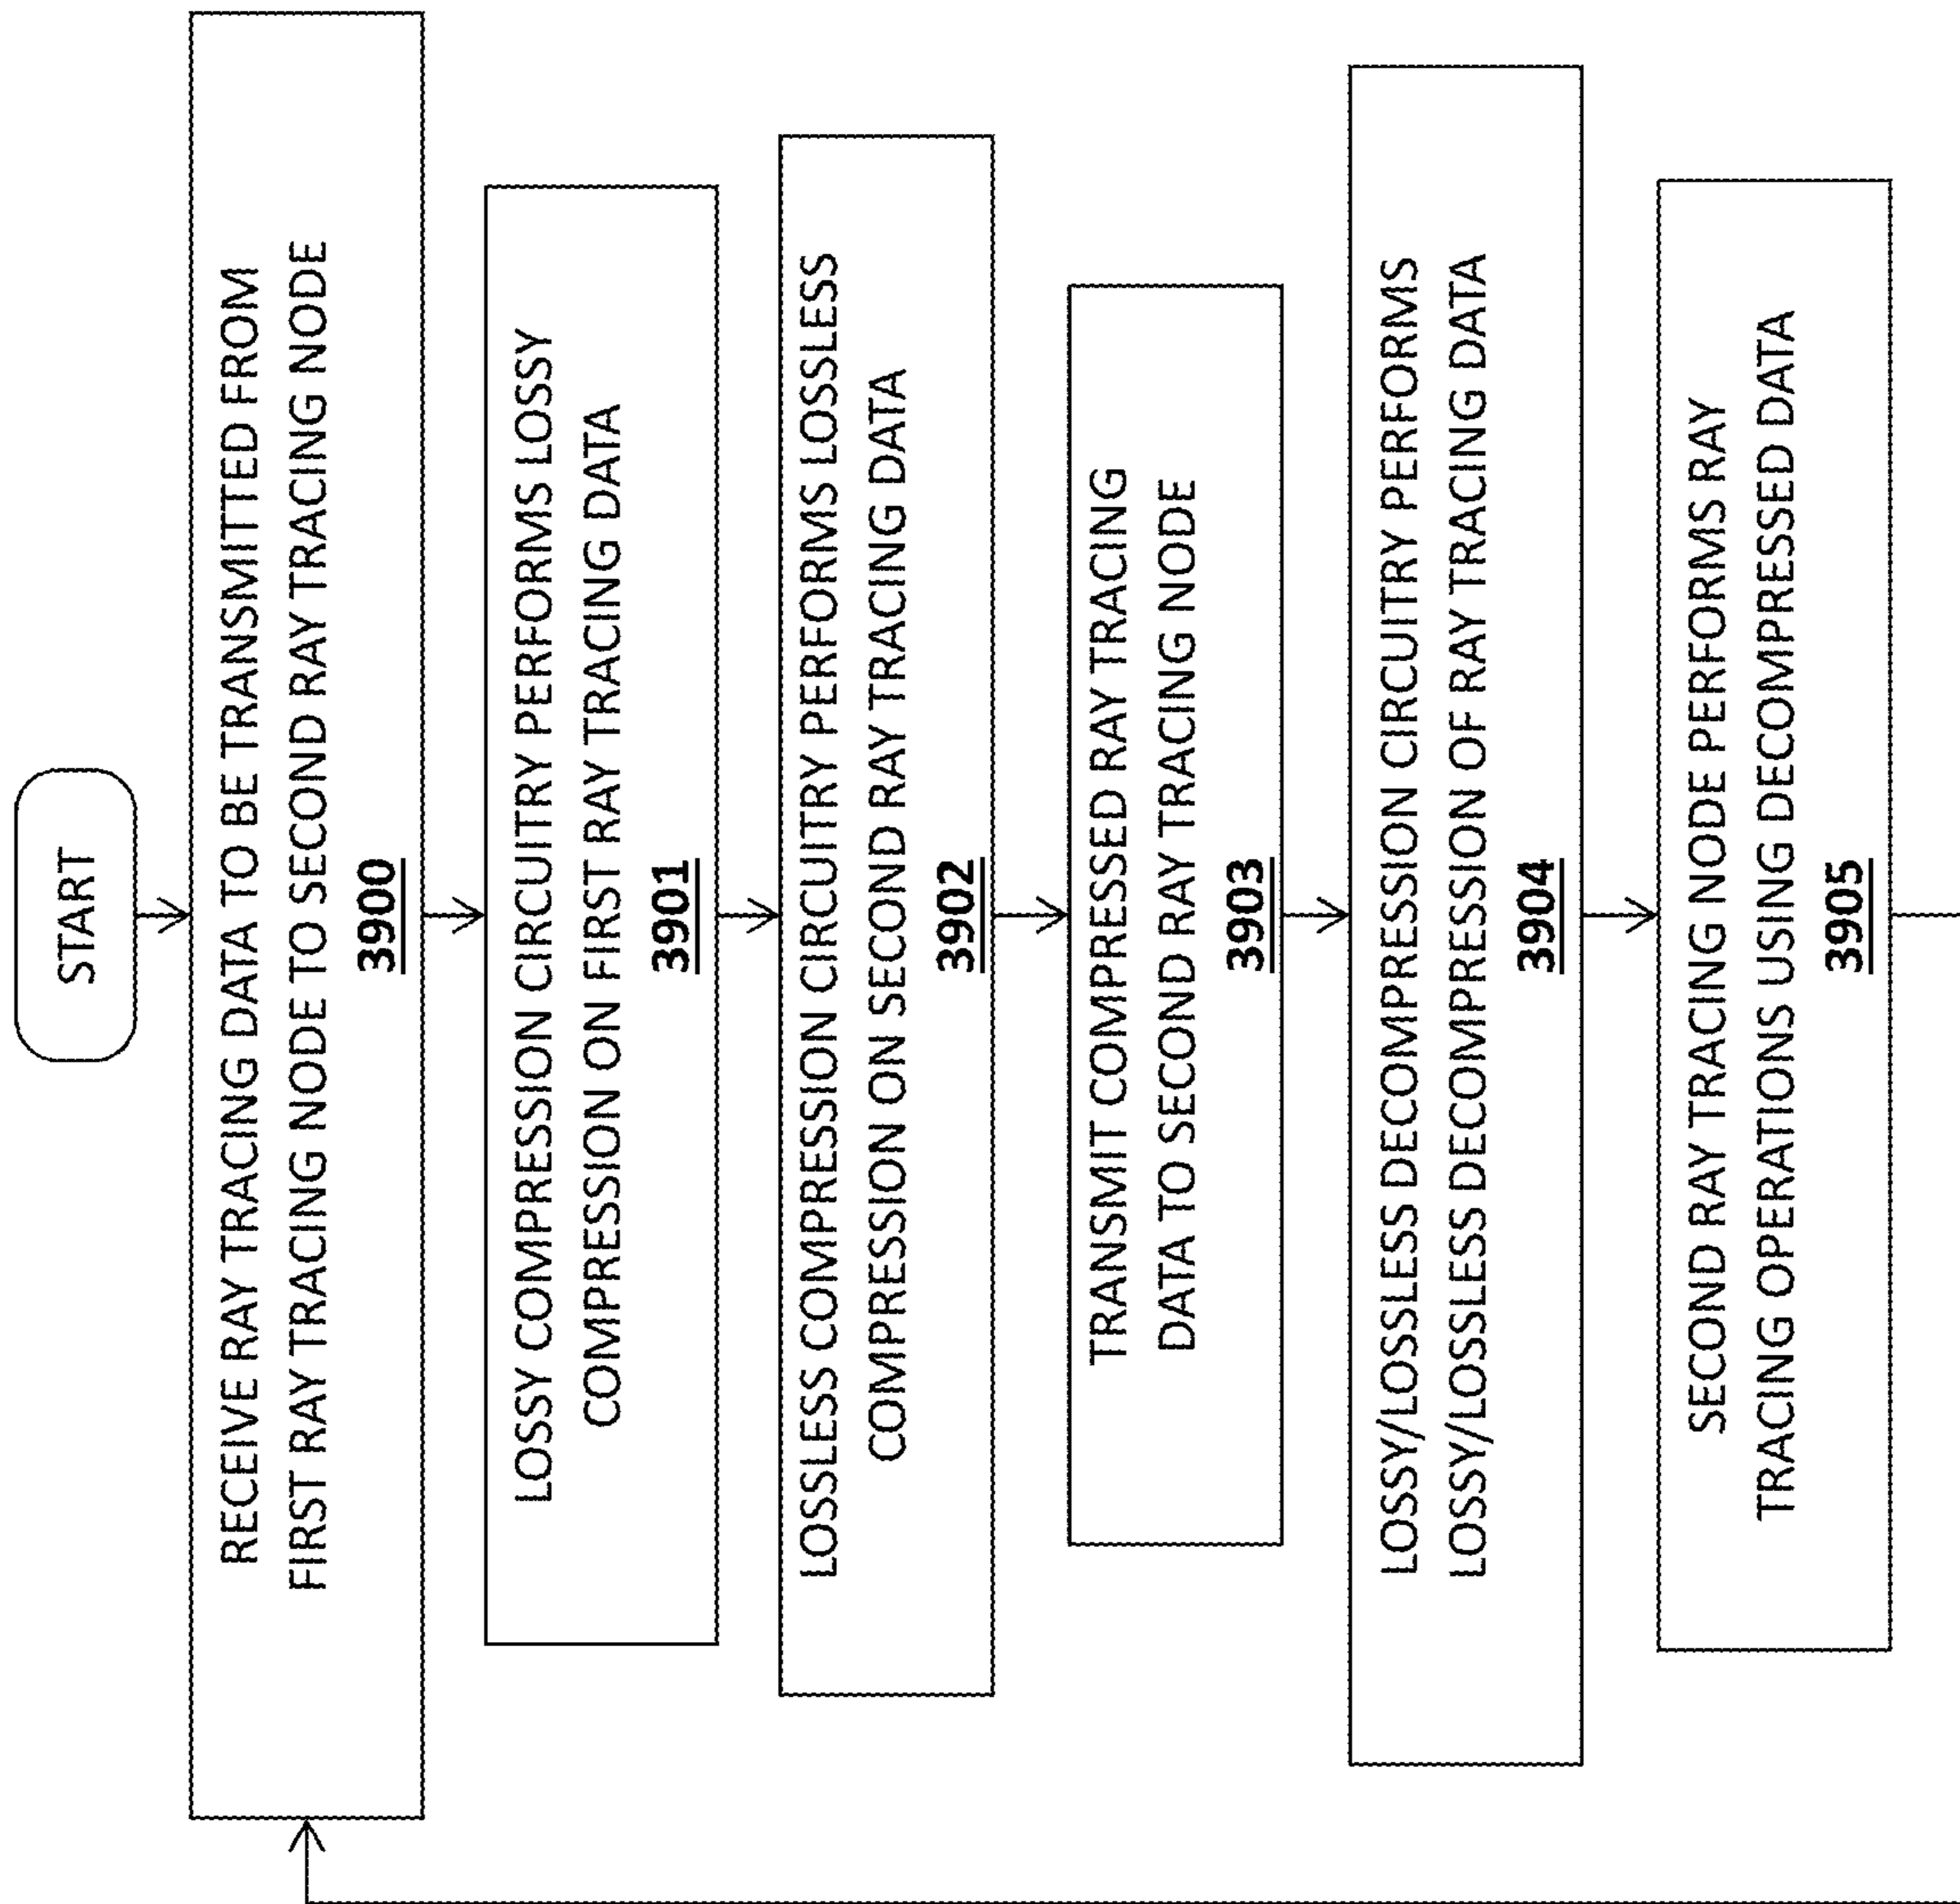 START
RECEIVE RAY TRACING DATA TO BE TRANSMITTED FROM
FIRST RAY TRACING NODE TO SECOND RAY TRACING NODE
3900
LOSSY COMPRESSION CIRCUITRY PERFORMS LOSSY
COMPRESSION ON FIRST RAY TRACING DATA
3901
LOSSLESS COMPRESSION CIRCUITRY PERFORMS LOSSLESS
COMPRESSION ON SECOND RAY TRACING DATA
3902
TRANSMIT COMPRESSED RAY TRACING
DATA TO SECOND RAY TRACING NODE
3903
LOSSY/LOSSLESS DECOMPRESSION CIRCUITRY PERFORMS
LOSSY/LOSSLESS DECOMPRESSION OF RAY TRACING DATA
3904
SECOND RAY TRACING NODE PERFORMS RAY
TRACING OPERATIONS USING DECOMPRESSED DATA
3905